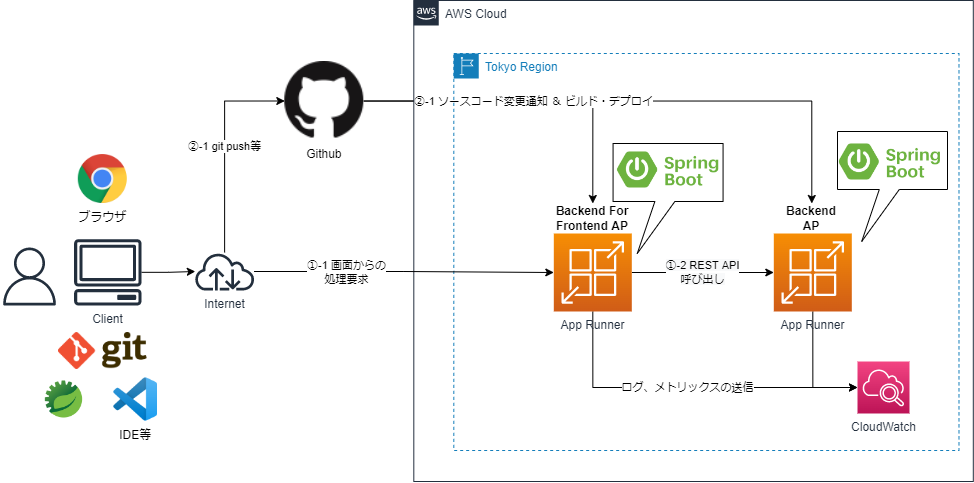 aws
AWS Cloud
Tokyo Region
②-1 ソースコード変更通知 & ビルド・デプロイ
②-1 git push等
Github
Spring
Boot
Spring
Boot
ブラウザ
Backend For
Frontend AP
Backend
AP
①-1 画面からの
処理要求
①-2 REST API
呼び出し
Internet
Client
App Runner
App Runner
git
ログ、メトリックスの送信
IDE等
CloudWatch